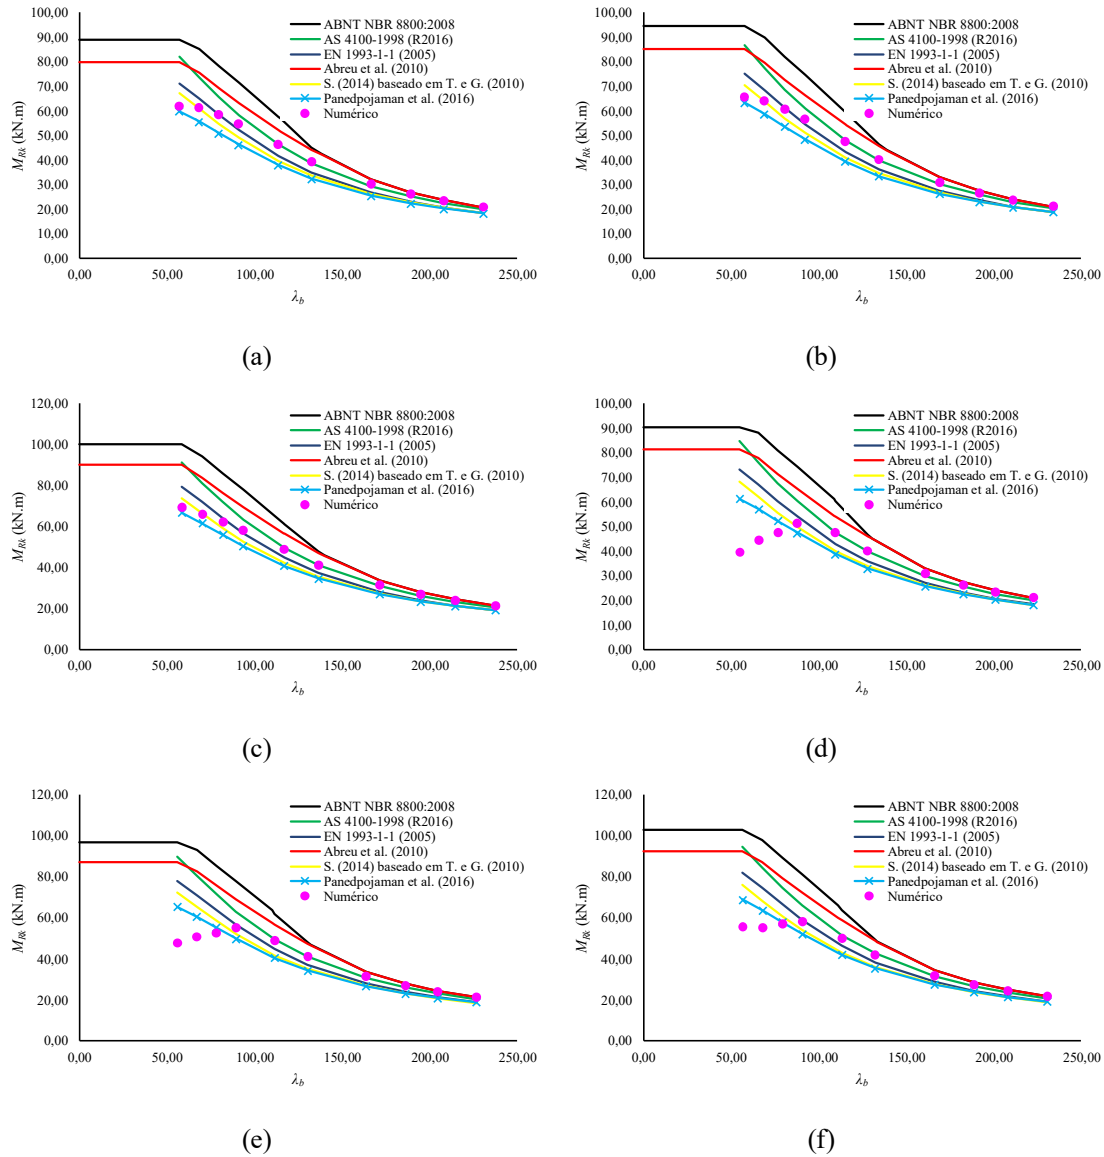 100,00
90,00
80,00
70,00
60,00
50,00
40,00
30,00
20,00
10,00
0,00
M_Rk (kN.m)
0,00 50,00 100,00 150,00 200,00 250,00
λ_b
ABNT NBR 8800:2008
AS 4100-1998 (R2016)
EN 1993-1-1 (2005)
Abreu et al. (2010)
S. (2014) baseado em T. e G. (2010)
Panedpojaman et al. (2016)
Numérico
(a)
100,00
90,00
80,00
70,00
60,00
50,00
40,00
30,00
20,00
10,00
0,00
M_Rk (kN.m)
0,00 50,00 100,00 150,00 200,00 250,00
λ_b
ABNT NBR 8800:2008
AS 4100-1998 (R2016)
EN 1993-1-1 (2005)
Abreu et al. (2010)
S. (2014) baseado em T. e G. (2010)
Panedpojaman et al. (2016)
Numérico
(b)
120,00
100,00
80,00
60,00
40,00
20,00
0,00
M_Rk (kN.m)
0,00 50,00 100,00 150,00 200,00 250,00
λ_b
ABNT NBR 8800:2008
AS 4100-1998 (R2016)
EN 1993-1-1 (2005)
Abreu et al. (2010)
S. (2014) baseado em T. e G. (2010)
Panedpojaman et al. (2016)
Numérico
(c)
100,00
90,00
80,00
70,00
60,00
50,00
40,00
30,00
20,00
10,00
0,00
M_Rk (kN.m)
0,00 50,00 100,00 150,00 200,00 250,00
λ_b
ABNT NBR 8800:2008
AS 4100-1998 (R2016)
EN 1993-1-1 (2005)
Abreu et al. (2010)
S. (2014) baseado em T. e G. (2010)
Panedpojaman et al. (2016)
Numérico
(d)
120,00
100,00
80,00
60,00
40,00
20,00
0,00
M_Rk (kN.m)
0,00 50,00 100,00 150,00 200,00 250,00
λ_b
ABNT NBR 8800:2008
AS 4100-1998 (R2016)
EN 1993-1-1 (2005)
Abreu et al. (2010)
S. (2014) baseado em T. e G. (2010)
Panedpojaman et al. (2016)
Numérico
(e)
120,00
100,00
80,00
60,00
40,00
20,00
0,00
M_Rk (kN.m)
0,00 50,00 100,00 150,00 200,00 250,00
λ_b
ABNT NBR 8800:2008
AS 4100-1998 (R2016)
EN 1993-1-1 (2005)
Abreu et al. (2010)
S. (2014) baseado em T. e G. (2010)
Panedpojaman et al. (2016)
Numérico
(f)